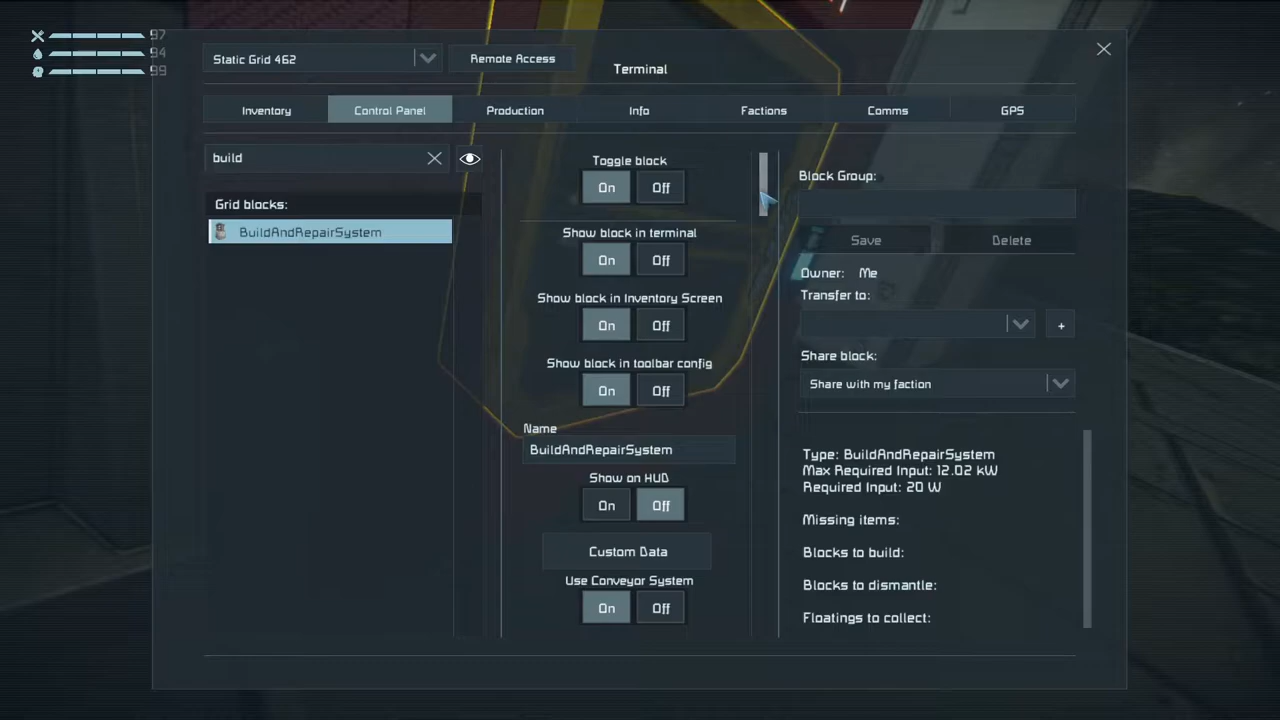 97
94
99
Static Grid 462
Remote Access
Terminal
Inventory
Control Panel
Production
Info
Factions
Comms
GPS
build
Grid blocks:
BuildAndRepairSystem
Toggle block
On Off
Show block in terminal
On Off
Show block in Inventory Screen
On Off
Show block in toolbar config
On Off
Name
BuildAndRepairSystem
Show on HUD
On Off
Custom Data
Use Conveyor System
On Off
Block Group:
Save Delete
Owner: Me
Transfer to:
+
Share block:
Share with my faction
Type: BuildAndRepairSystem
Max Required Input: 12.02 kW
Required Input: 20 W
Missing items:
Blocks to build:
Blocks to dismantle:
Floatings to collect: